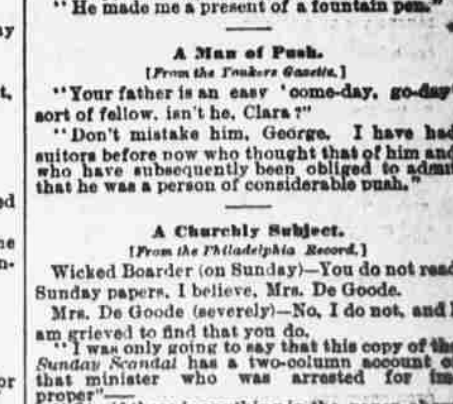 "He made me a present of a fountain pen."
A Man of Push.
[From the Yonkers Gazette.]
"Your father is an easy 'come-day, go-day'
sort of fellow, isn't he, Clara?"
"Don't mistake him, George. I have had
suitors before now who thought that of him and
who have subsequently been obliged to admit
that he was a person of considerable push."
A Churchly Subject.
[From the Philadelphia Record.]
Wicked Boarder (on Sunday)—You do not read
Sunday papers, I believe, Mrs. De Goode.
Mrs. De Goode (severely)—No, I do not, and I
am grieved to find that you do.
"I was only going to say that this copy of the
Sunday Scandal has a two-column account of
that minister who was arrested for im
proper"—